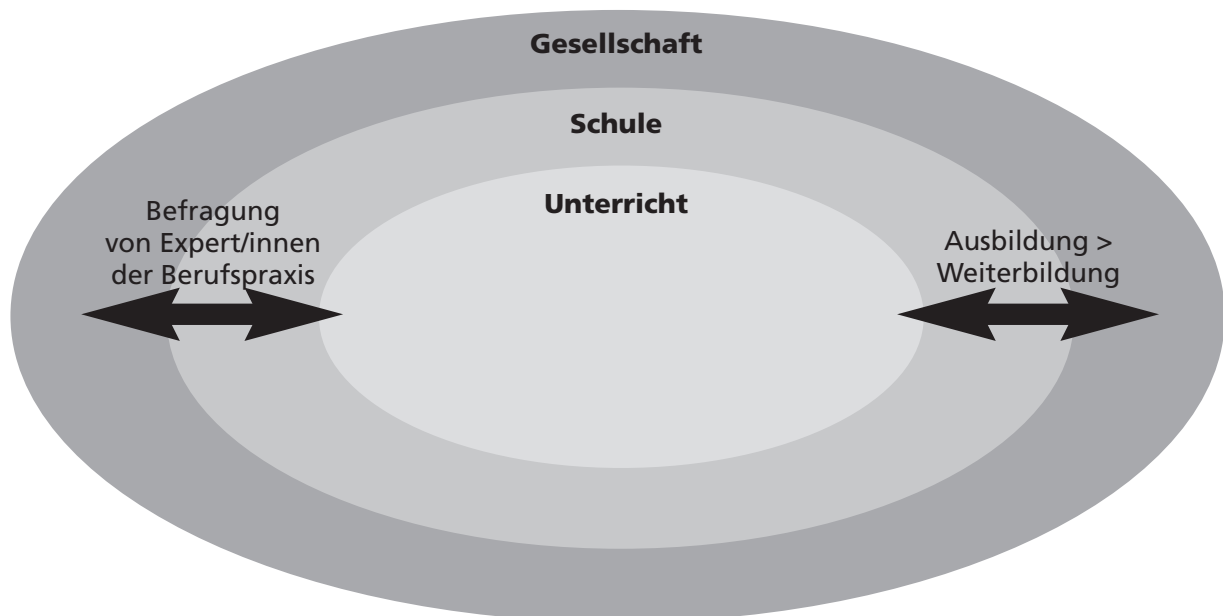 Gesellschaft
Schule
Unterricht
Befragung
von Expert/innen
der Berufspraxis
Ausbildung >
Weiterbildung